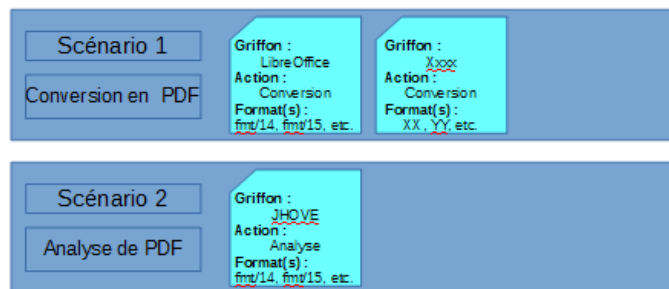 Scénario 1
Conversion en PDF
Griffon :
LibreOffice
Action :
Conversion
Format(s) :
fmt/14, fmt/15, etc.
Griffon :
Xxxx
Action :
Conversion
Format(s) :
XX , YY, etc.
Scénario 2
Analyse de PDF
Griffon :
JHOVE
Action :
Analyse
Format(s) :
fmt/14, fmt/15, etc.